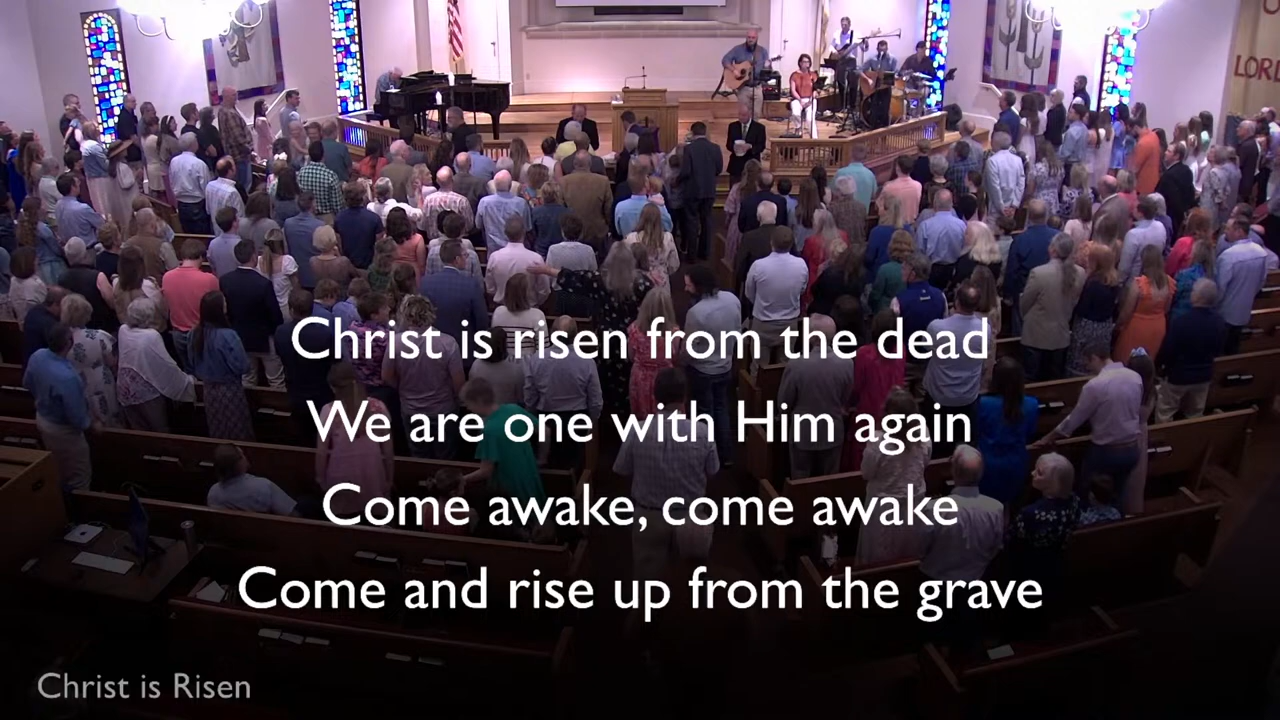 LORD
Christ is risen from the dead
We are one with Him again
Come awake, come awake
Come and rise up from the grave
Christ is Risen